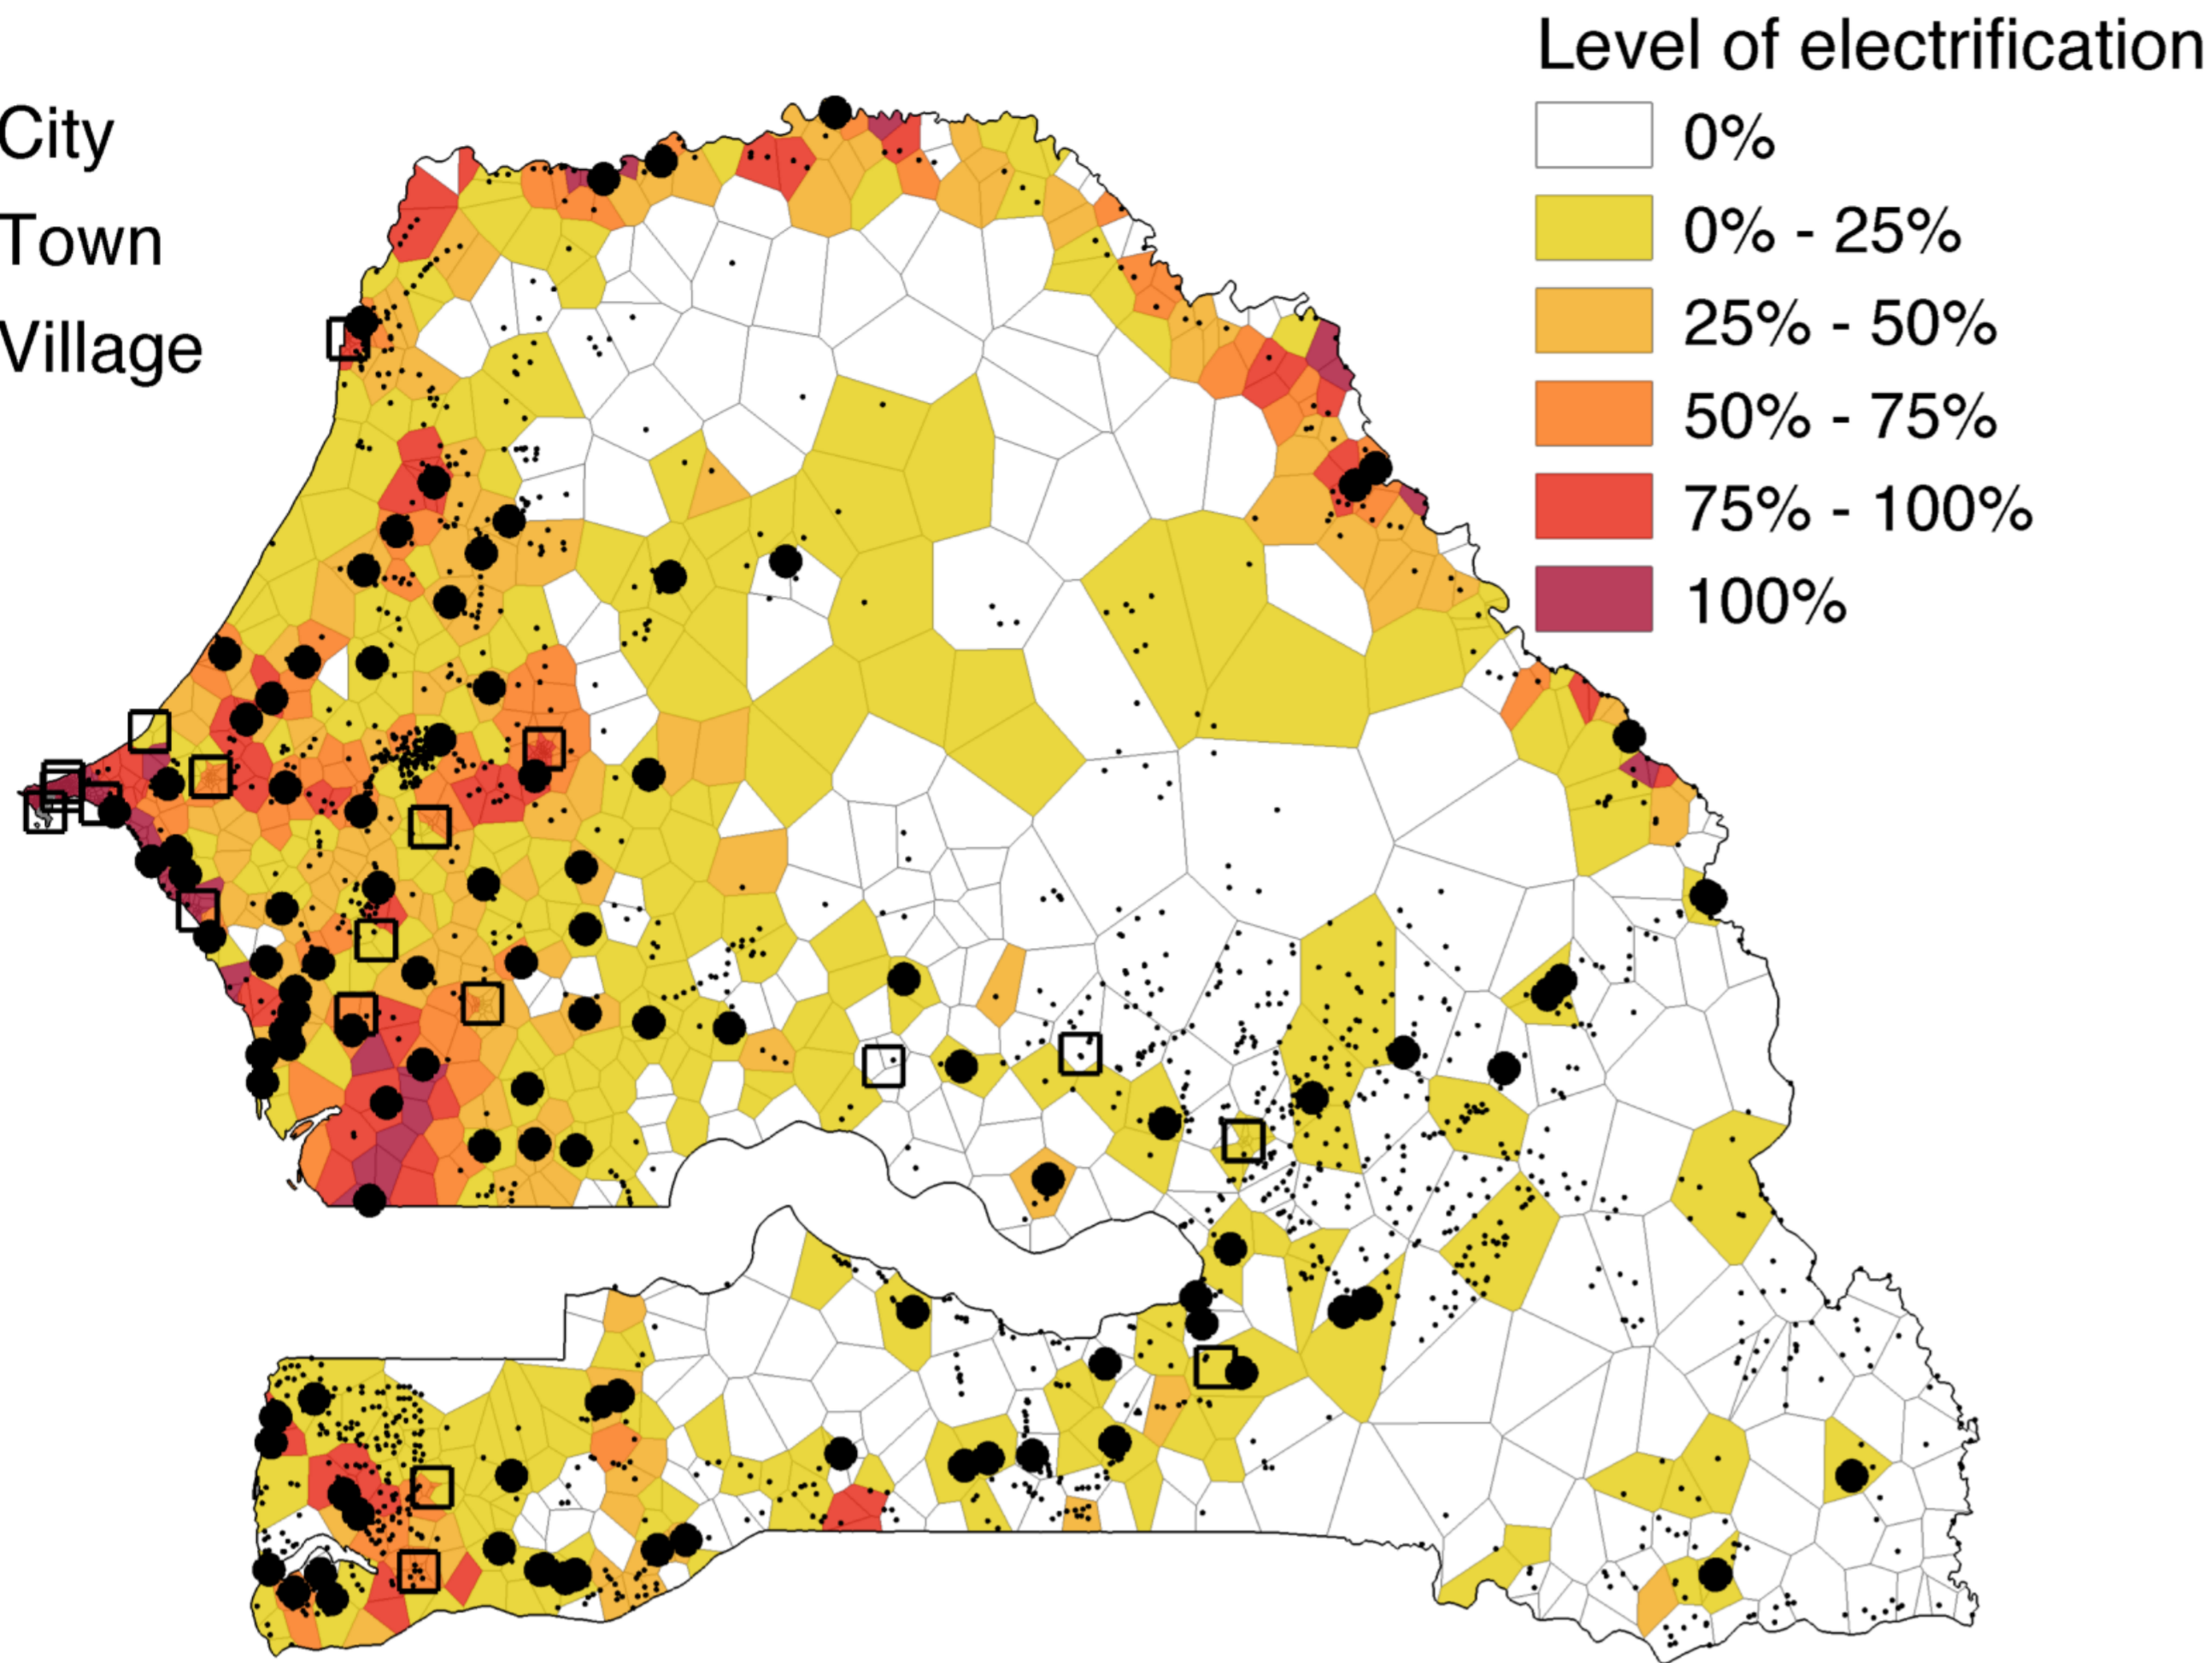 City
Town
Village
Level of electrification
0%
0% - 25%
25% - 50%
50% - 75%
75% - 100%
100%